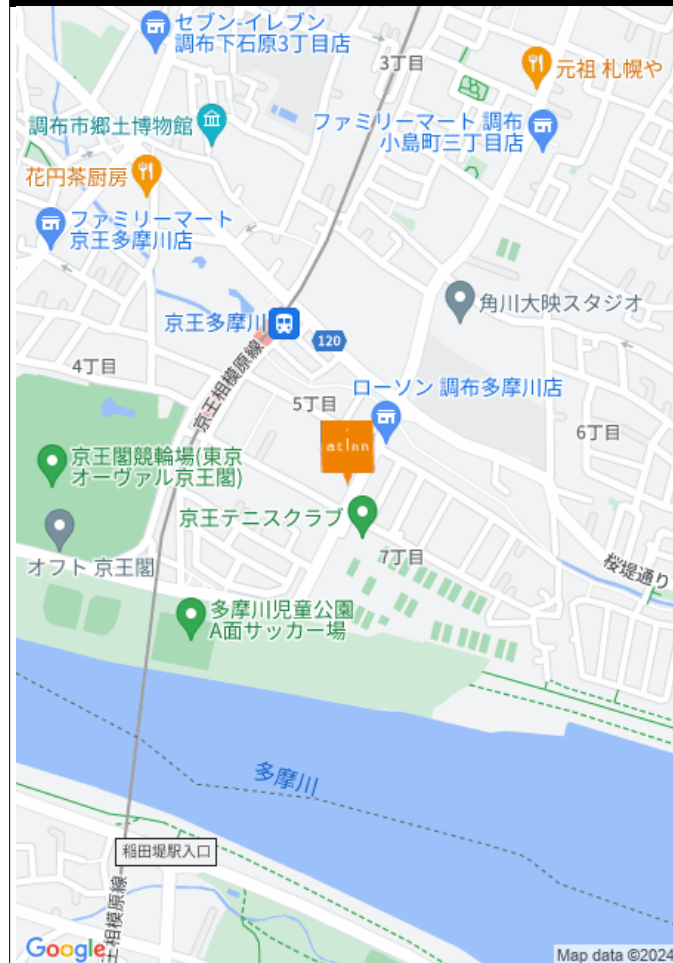 セブン-イレブン
調布下石原3丁目店
3丁目
元祖 札幌や
調布市郷土博物館
ファミリーマート 調布
小島町三丁目店
花円茶厨房
ファミリーマート
京王多摩川店
角川大映スタジオ
京王多摩川
120
京王相模原線
4丁目
ローソン 調布多摩川店
5丁目
6丁目
atinn
京王閣競輪場(東京
オーヴァル京王閣)
京王テニスクラブ
7丁目
オフト 京王閣
桜堤通り
多摩川児童公園
A面サッカー場
多摩川
稲田堤駅入口
王相模原線
Google
Map data ©2024